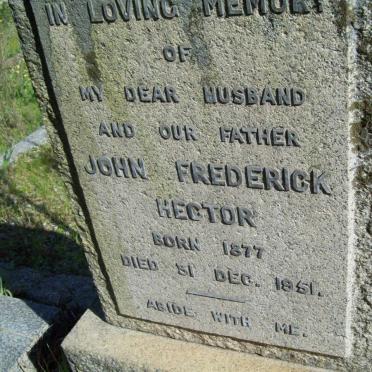 IN LOVING MEMORY
OF
MY DEAR HUSBAND
AND OUR FATHER
JOHN FREDERICK
HECTOR
BORN 1877
DIED 31 DEC. 1951.
ABIDE WITH ME.